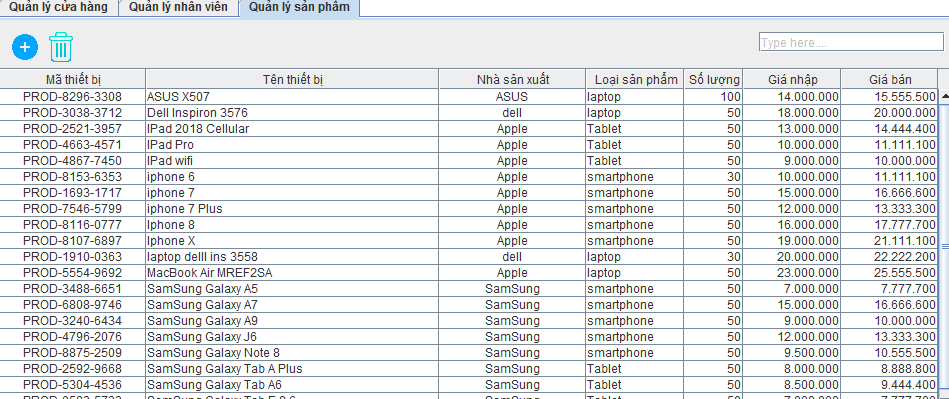 Quản lý cửa hàng Quản lý nhân viên Quản lý sản phẩm
Type here....
Mã thiết bị Tên thiết bị Nhà sản xuất Loại sản phẩm Số lượng Giá nhập Giá bán
PROD-8296-3308 ASUS X507 ASUS laptop 100 14.000.000 15.555.500
PROD-3038-3712 Dell Inspiron 3576 dell laptop 50 18.000.000 20.000.000
PROD-2521-3957 IPad 2018 Cellular Apple Tablet 50 13.000.000 14.444.400
PROD-4663-4571 IPad Pro Apple Tablet 50 10.000.000 11.111.100
PROD-4867-7450 IPad wifi Apple Tablet 50 9.000.000 10.000.000
PROD-8153-6353 iphone 6 Apple smartphone 30 10.000.000 11.111.100
PROD-1693-1717 iphone 7 Apple smartphone 50 15.000.000 16.666.600
PROD-7546-5799 iphone 7 Plus Apple smartphone 50 12.000.000 13.333.300
PROD-8116-0777 Iphone 8 Apple smartphone 50 16.000.000 17.777.700
PROD-8107-6897 Iphone X Apple smartphone 50 19.000.000 21.111.100
PROD-1910-0363 laptop delll ins 3558 dell laptop 30 20.000.000 22.222.200
PROD-5554-9692 MacBook Air MREF2SA Apple laptop 50 23.000.000 25.555.500
PROD-3488-6651 SamSung Galaxy A5 SamSung smartphone 50 7.000.000 7.777.700
PROD-6808-9746 SamSung Galaxy A7 SamSung smartphone 50 15.000.000 16.666.600
PROD-3240-6434 SamSung Galaxy A9 SamSung smartphone 50 9.000.000 10.000.000
PROD-4796-2076 SamSung Galaxy J6 SamSung smartphone 50 12.000.000 13.333.300
PROD-8875-2509 SamSung Galaxy Note 8 SamSung smartphone 50 9.500.000 10.555.500
PROD-2592-9668 SamSung Galaxy Tab A Plus SamSung Tablet 50 8.000.000 8.888.800
PROD-5304-4536 SamSung Galaxy Tab A6 SamSung Tablet 50 8.500.000 9.444.400
SamSung Galaxy Tab SamSung Tablet 50 7.000.000 7.777.700